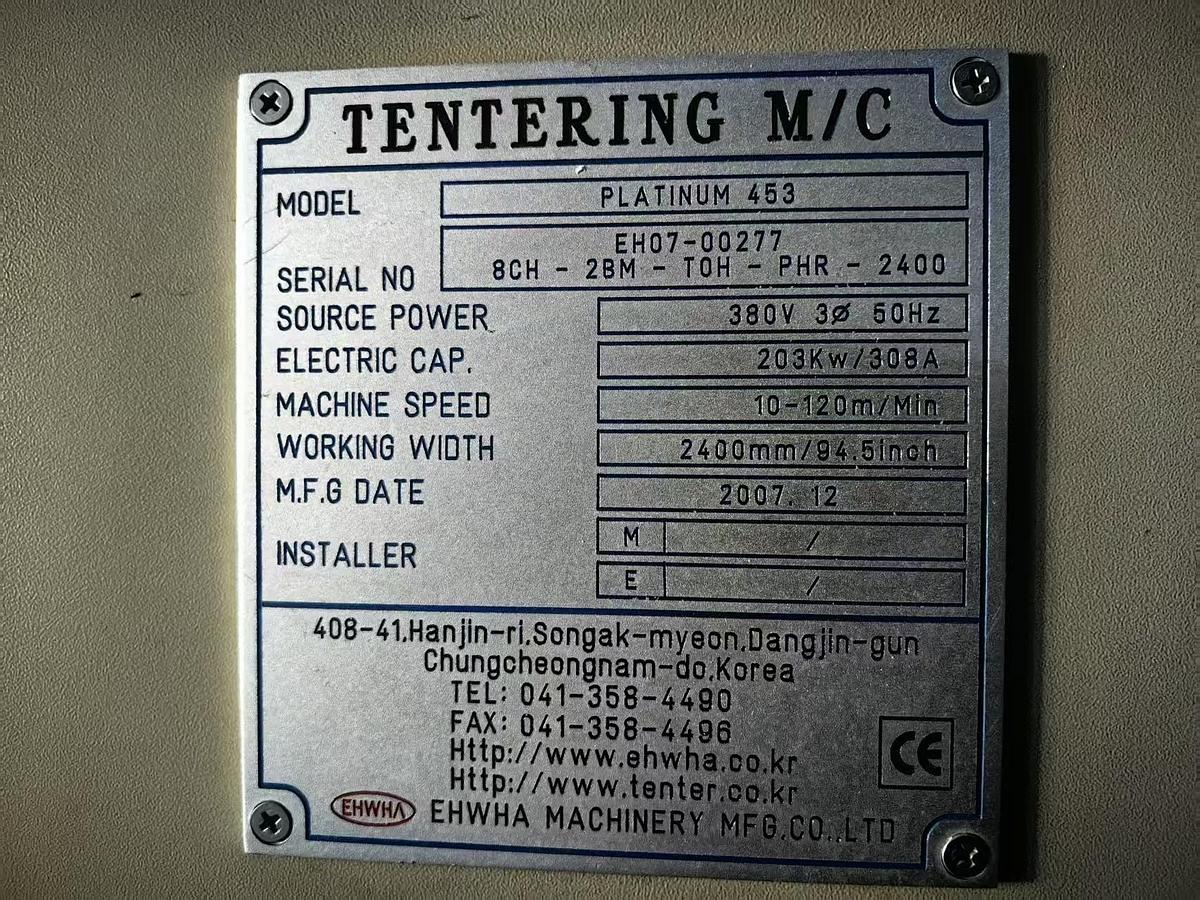 TENTERING M/C
MODEL PLATINUM 453
EH07-00277
SERIAL NO 8CH - 2BM - TOH - PHR - 2400
SOURCE POWER 380V 3Ø 50Hz
ELECTRIC CAP. 203Kw/308A
MACHINE SPEED 10-120m/Min
WORKING WIDTH 2400mm/94.5inch
M.F.G DATE 2007. 12
INSTALLER
M /
E /
408-41,Hanjin-ri,Songak-myeon,Dangjin-gun
Chungcheongnam-do,Korea
TEL: 041-358-4490
FAX: 041-358-4496
Http://www.ehwha.co.kr
Http://www.tenter.co.kr
CE
EHWHA EHWHA MACHINERY MFG.CO.,LTD